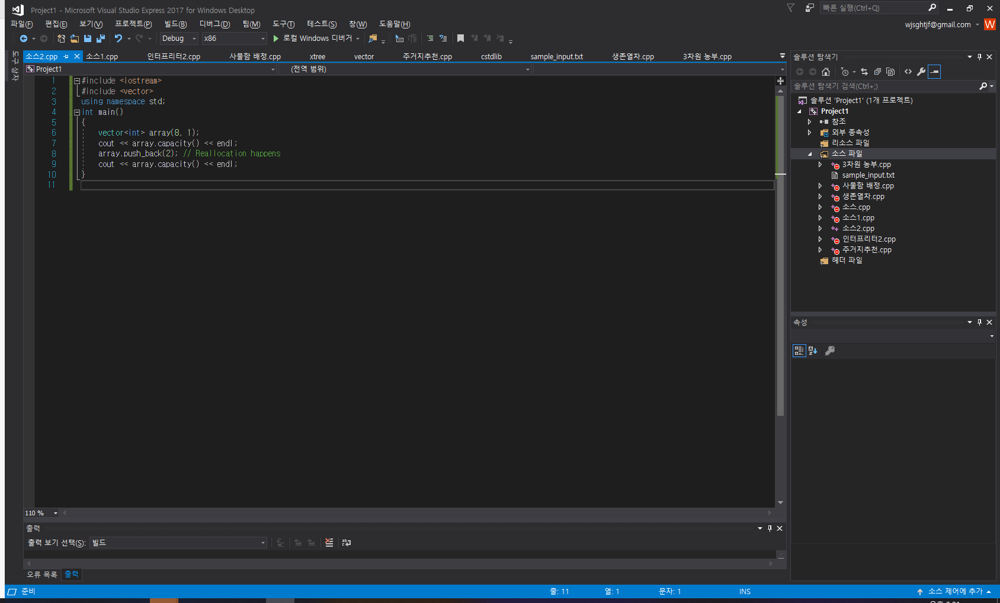 Project1 - Microsoft Visual Studio Express 2017 for Windows Desktop
빠른 실행(Ctrl+Q)
파일(F) 편집(E) 보기(V) 프로젝트(P) 빌드(B) 디버그(D) 팀(M) 도구(T) 테스트(S) 창(W) 도움말(H)
wjsghtjf@gmail.com W
Debug x86 로컬 Windows 디버거
도구 상자
소스2.cpp 소스1.cpp 인터프리터2.cpp 사물함 배정.cpp xtree vector 주거지추천.cpp cstdlib sample_input.txt 생존열차.cpp 3차원 농부.cpp
Project1 (전역 범위)
1 #include <iostream>
2 #include <vector>
3 using namespace std;
4 int main()
5 {
6 vector<int> array(8, 1);
7 cout << array.capacity() << endl;
8 array.push_back(2); // Reallocation happens
9 cout << array.capacity() << endl;
10 }
11
110 %
출력
출력 보기 선택(S): 빌드
오류 목록 출력
솔루션 탐색기
솔루션 탐색기 검색(Ctrl+;)
솔루션 'Project1' (1개 프로젝트)
Project1
참조
외부 종속성
리소스 파일
소스 파일
3차원 농부.cpp
sample_input.txt
사물함 배정.cpp
생존열차.cpp
소스.cpp
소스1.cpp
소스2.cpp
인터프리터2.cpp
주거지추천.cpp
헤더 파일
속성
준비 줄: 11 열: 1 문자: 1 INS 소스 제어에 추가